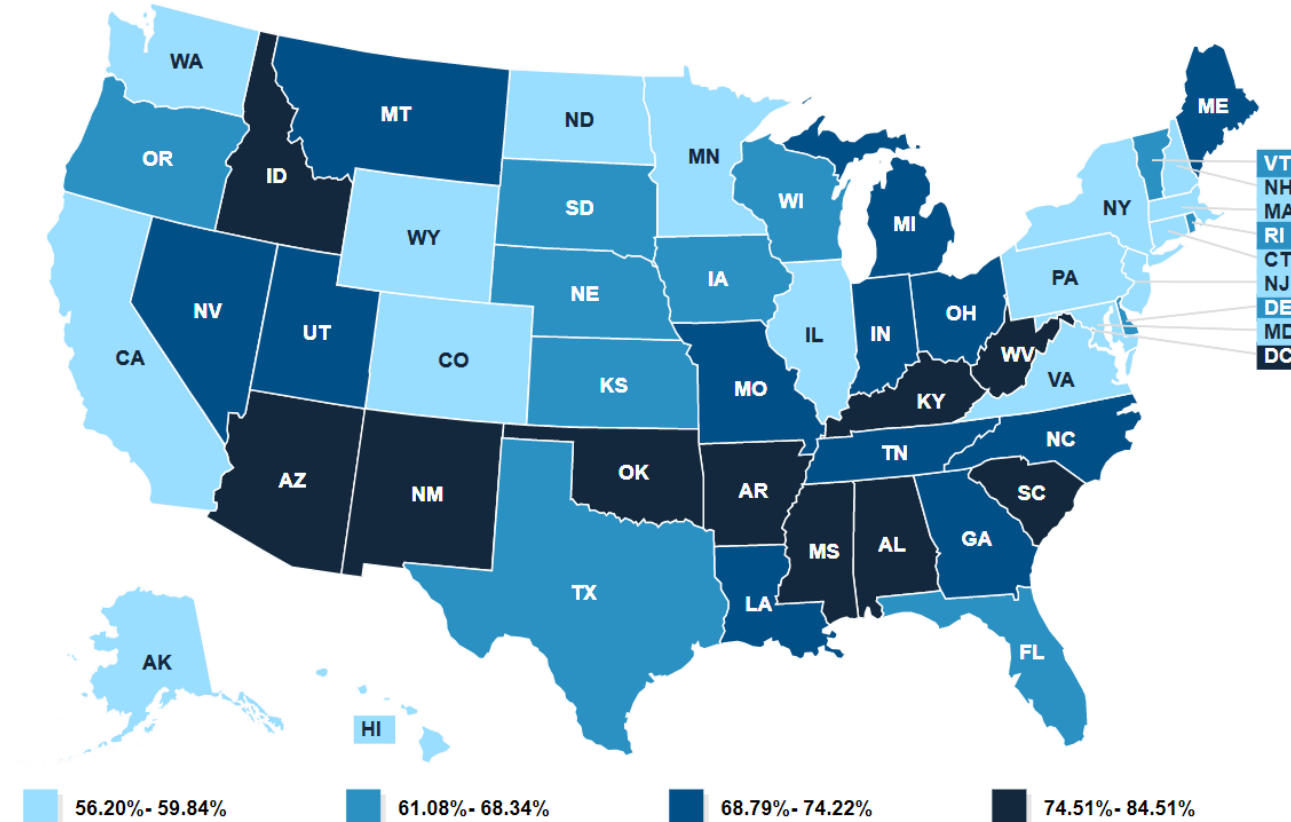 WA
MT
ND
MN
ME
OR
ID
SD
WI
MI
NY
VT
NH
MA
RI
CT
NJ
DE
MD
DC
WY
NE
IA
PA
NV
UT
CO
IL
IN
OH
CA
KS
MO
WV
VA
KY
AZ
NM
OK
AR
TN
NC
SC
MS
AL
GA
TX
LA
FL
AK
HI
56.20%- 59.84%
61.08%- 68.34%
68.79%- 74.22%
74.51%- 84.51%